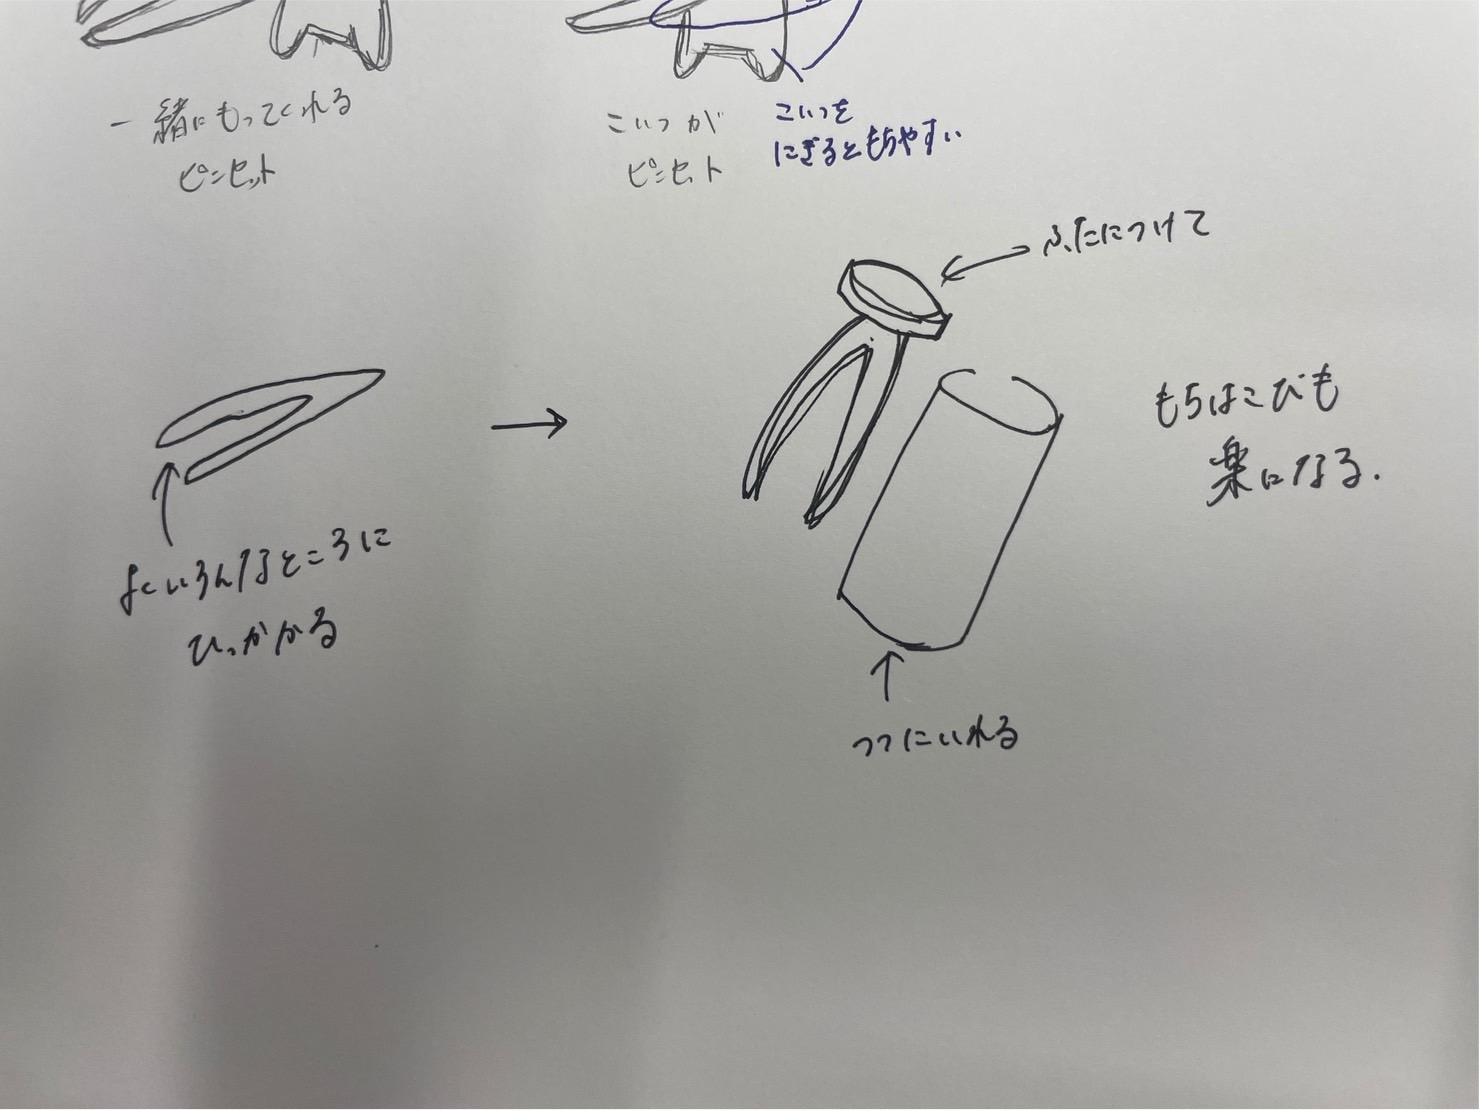 一緒にもってくれる
ピンセット
こいつが
ピンセット
こいつを
にぎるともちやすい
ふたにつけて
もちはこびも
楽になる.
よくいろんなところに
ひっかかる
つつにいれる